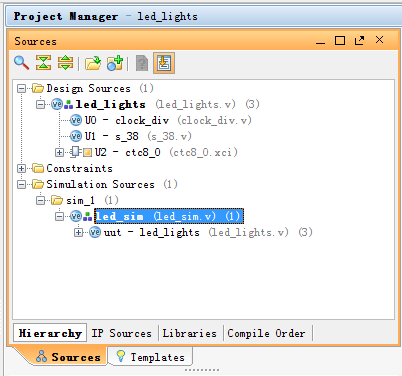 Project Manager - led_lights
Sources
Design Sources (1)
led_lights (led_lights.v) (3)
U0 - clock_div (clock_div.v)
U1 - s_38 (s_38.v)
U2 - ctc8_0 (ctc8_0.xci)
Constraints
Simulation Sources (1)
sim_1 (1)
led_sim (led_sim.v) (1)
uut - led_lights (led_lights.v) (3)
Hierarchy IP Sources Libraries Compile Order
Sources Templates